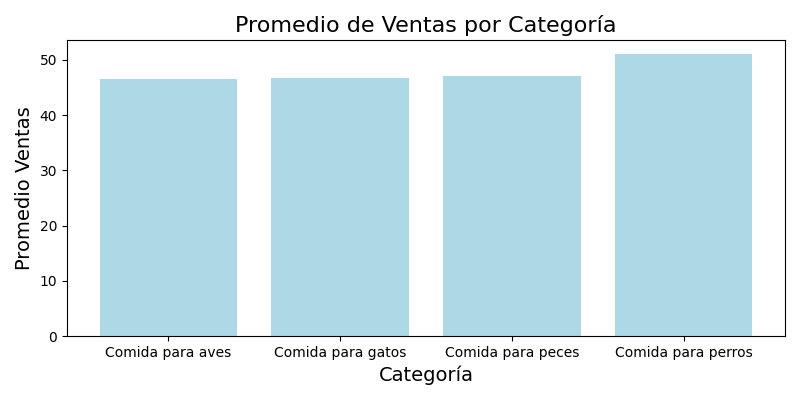 Promedio de Ventas por Categoría
Promedio Ventas
50
40
30
20
10
0
Comida para aves
Comida para gatos
Comida para peces
Comida para perros
Categoría